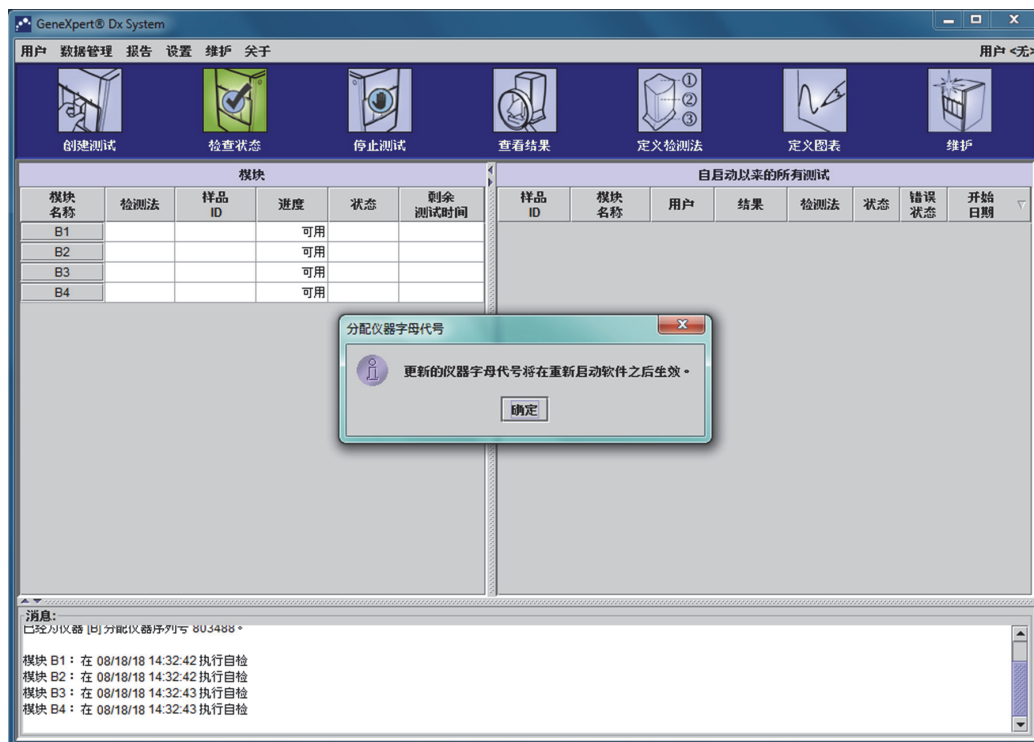 GeneXpert® Dx System
用户 数据管理 报告 设置 维护 关于 用户 <无>
① 
②
③
创建测试 检查状态 停止测试 查看结果 定义检测法 定义图表 维护
模块 自启动以来的所有测试
模块名称 检测法 样品ID 进度 状态 剩余测试时间 样品ID 模块名称 用户 结果 检测法 状态 错误状态 开始日期
B1 可用
B2 可用
B3 可用
B4 可用
分配仪器字母代号
更新的仪器字母代号将在重新启动软件之后生效。
确定
消息:
已经为仪器 [B] 分配仪器序列号 803488。
模块 B1：在 08/18/18 14:32:42 执行自检
模块 B2：在 08/18/18 14:32:42 执行自检
模块 B3：在 08/18/18 14:32:43 执行自检
模块 B4：在 08/18/18 14:32:43 执行自检